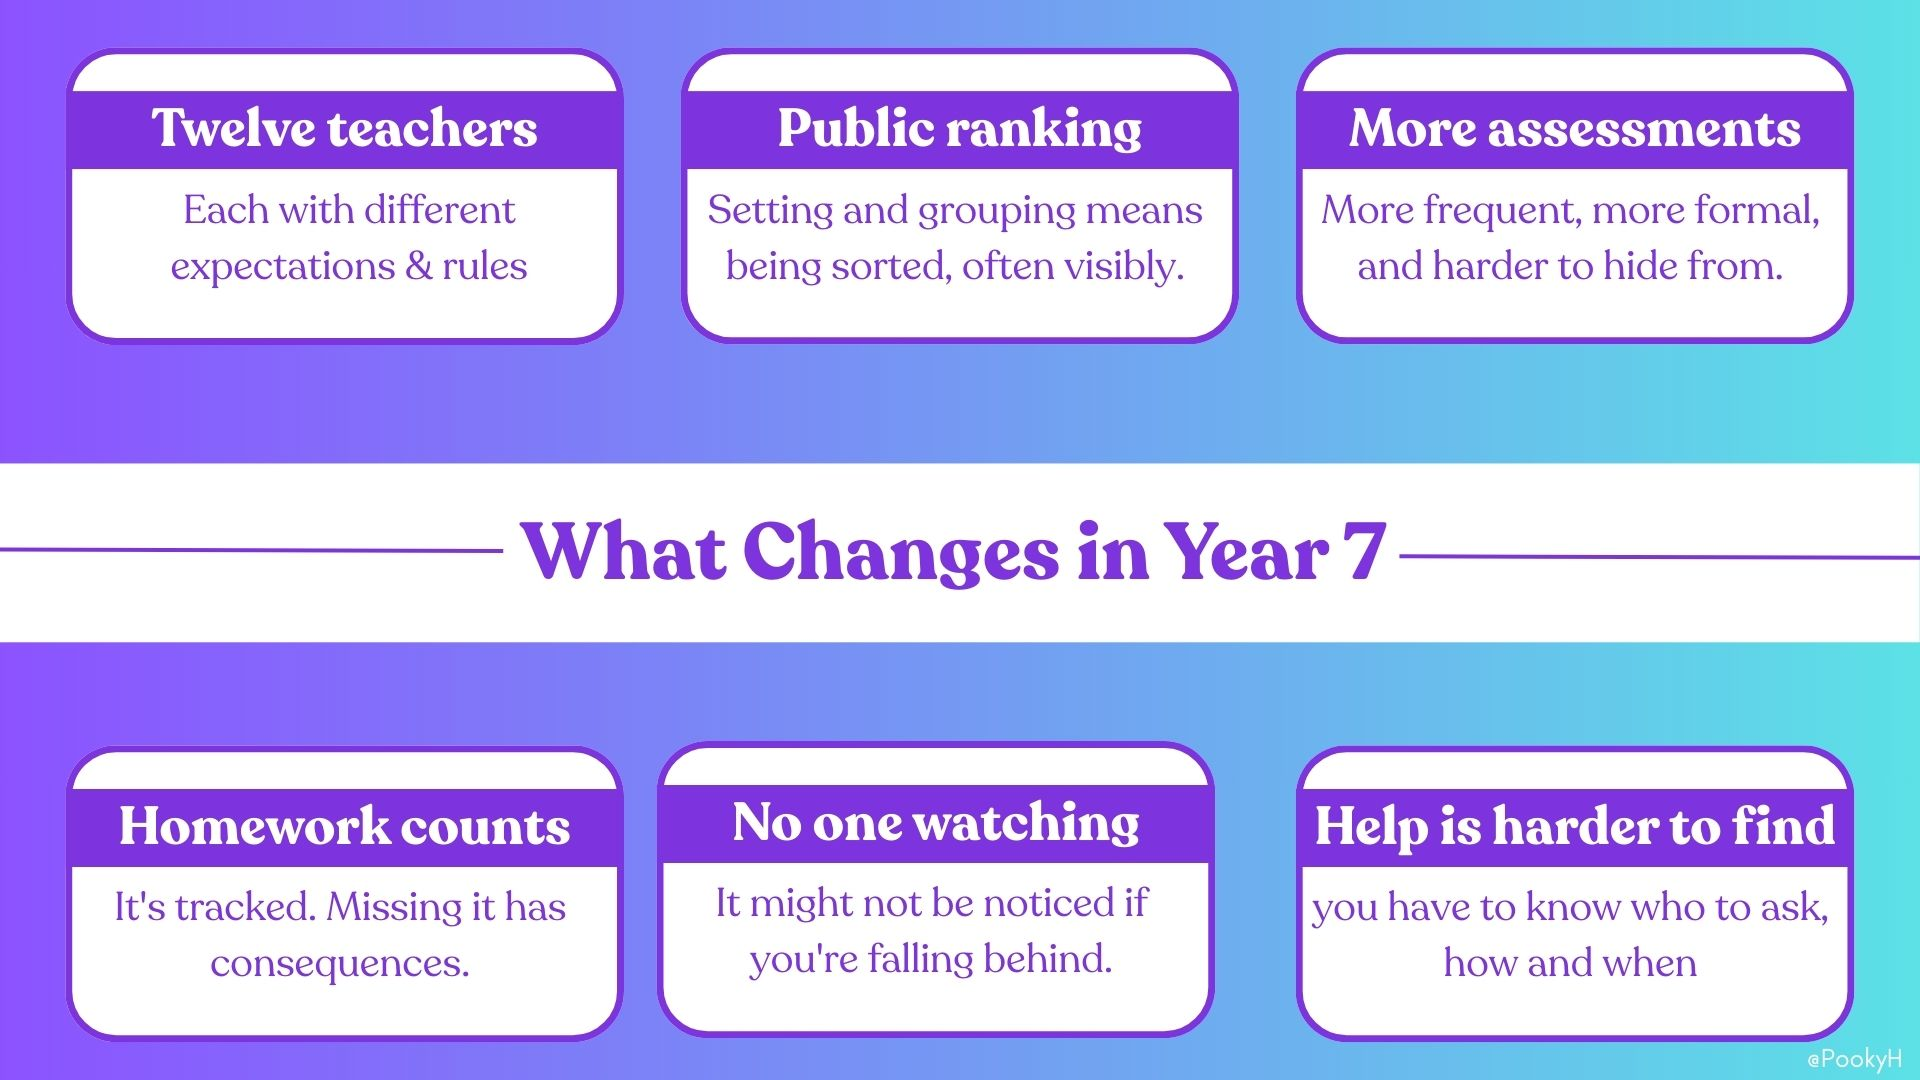 Twelve teachers
Each with different
expectations & rules
Public ranking
Setting and grouping means
being sorted, often visibly.
More assessments
More frequent, more formal,
and harder to hide from.
What Changes in Year 7
Homework counts
It's tracked. Missing it has
consequences.
No one watching
It might not be noticed if
you're falling behind.
Help is harder to find
you have to know who to ask,
how and when
@PookyH